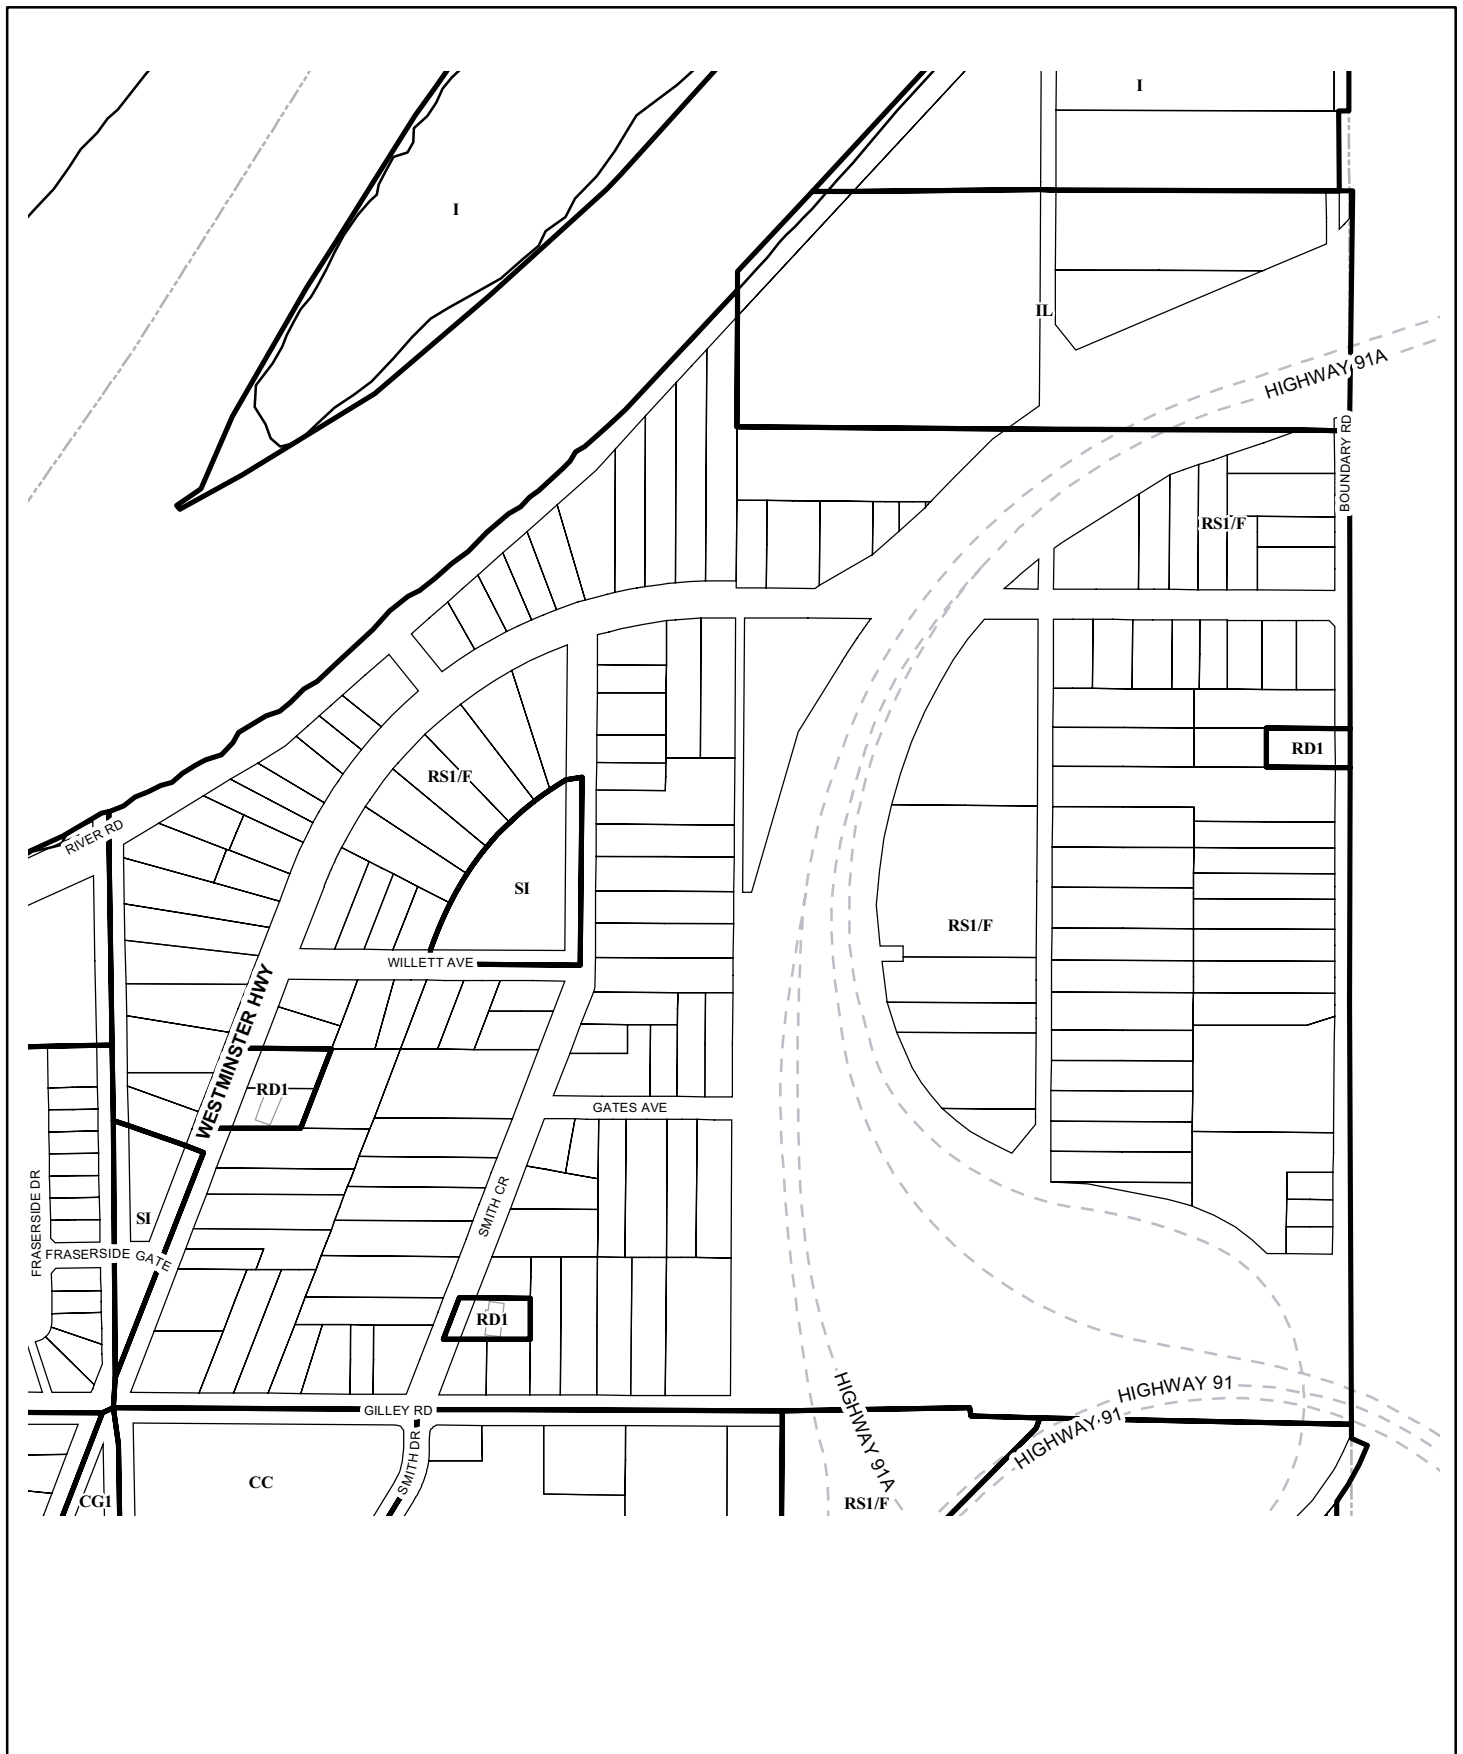 I
I
IL
HIGHWAY 91A
BOUNDARY RD
RS1/F
RD1
RS1/F
RIVER RD
SI
RS1/F
WILLETT AVE
WESTMINSTER HWY
RD1
GATES AVE
SMITH CR
FRASERSIDE DR
SI
FRASERSIDE GATE
RD1
HIGHWAY 91A
HIGHWAY 91
GILLEY RD
HIGHWAY 91
SMITH DR
CC
CG1
RS1/F